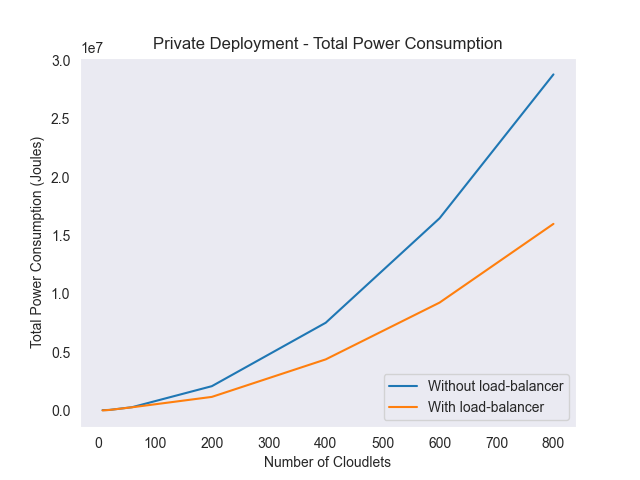 Private Deployment - Total Power Consumption
1e7
3.0
2.5
2.0
1.5
1.0
0.5
0.0
Total Power Consumption (Joules)
0 100 200 300 400 500 600 700 800
Number of Cloudlets
Without load-balancer
With load-balancer